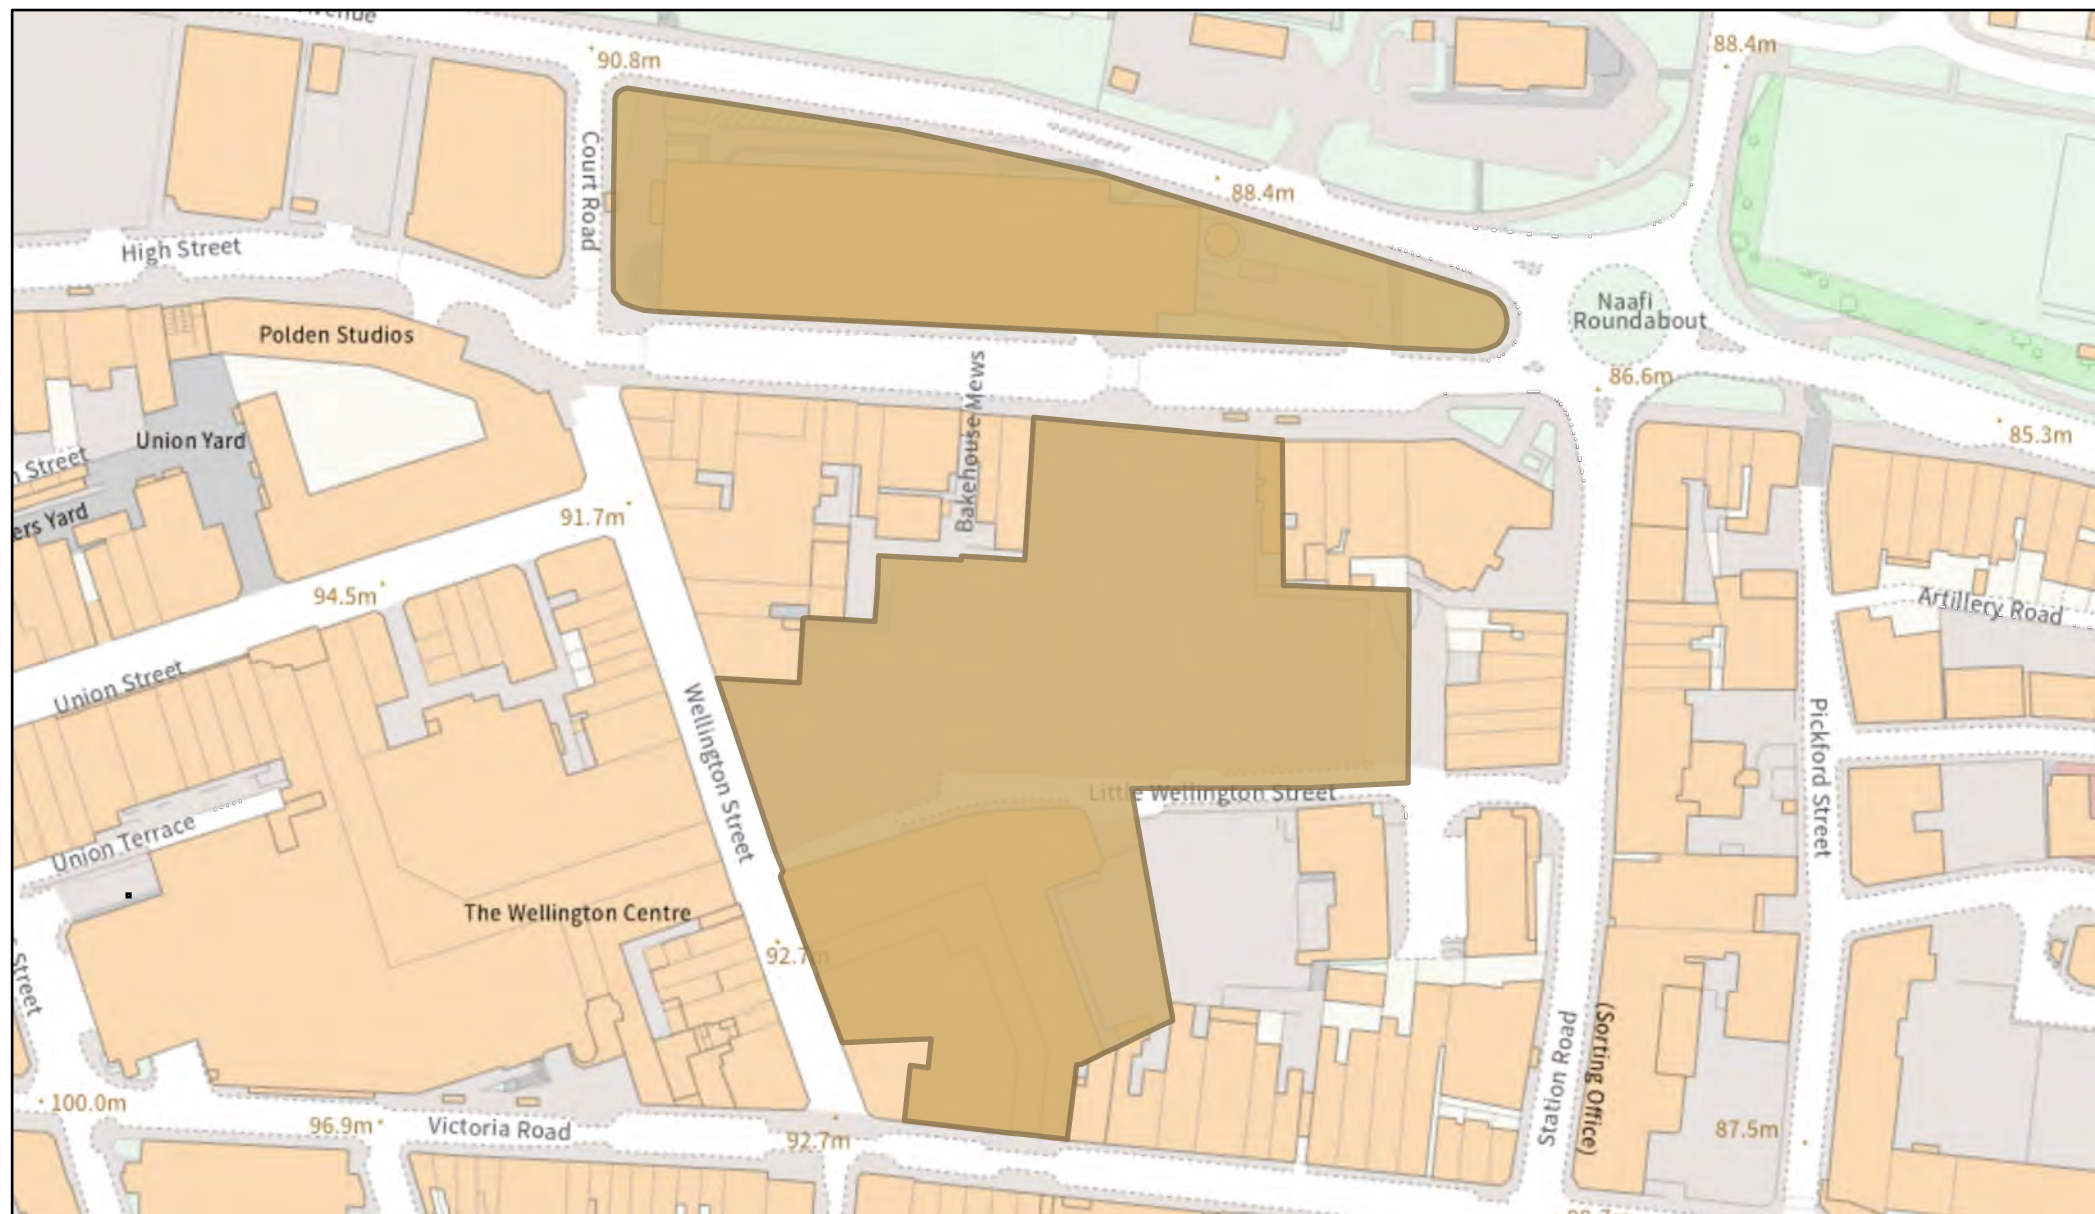 90.8m
88.4m
Court Road
88.4m
High Street
Polden Studios
Naafi
Roundabout
Bakehouse Mews
86.6m
85.3m
Union Yard
Street
91.7m
94.5m
Artillery Road
Union Street
Wellington Street
Pickford Street
Little Wellington Street
Union Terrace
The Wellington Centre
92.7m
Street
Station Road
(Sorting Office)
100.0m
96.9m
Victoria Road
92.7m
87.5m